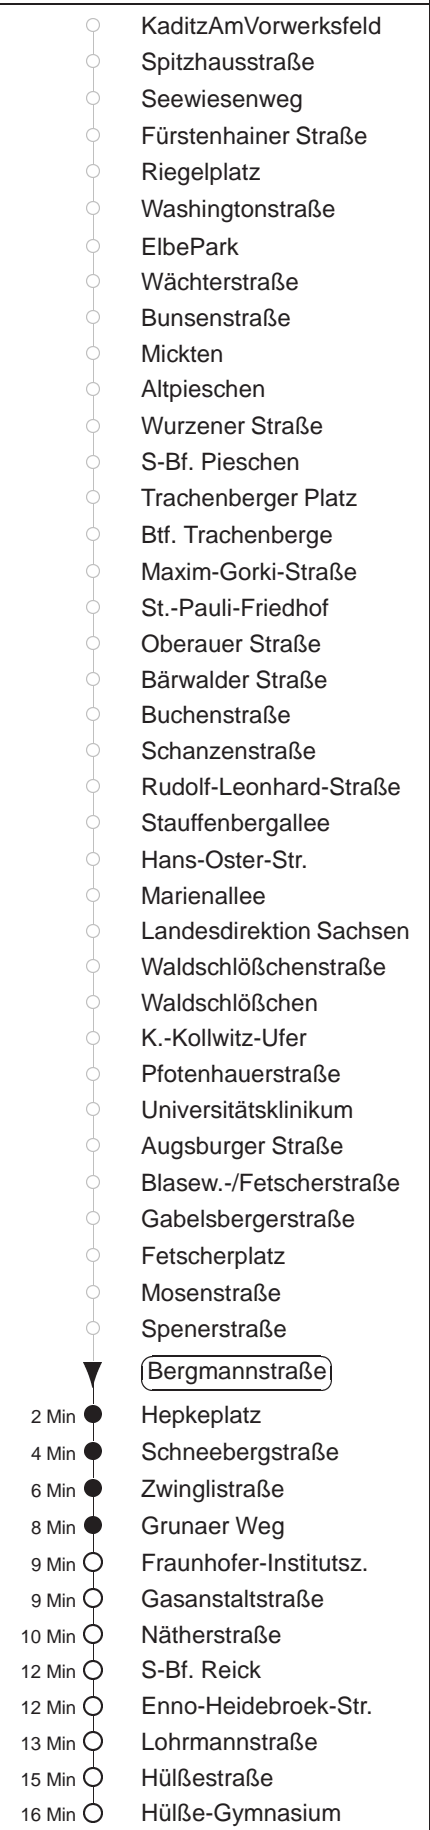 KaditzAmVorwerksfeld
Spitzhausstraße
Seewiesenweg
Fürstenhainer Straße
Riegelplatz
Washingtonstraße
ElbePark
Wächterstraße
Bunsenstraße
Mickten
Altpieschen
Wurzener Straße
S-Bf. Pieschen
Trachenberger Platz
Btf. Trachenberge
Maxim-Gorki-Straße
St.-Pauli-Friedhof
Oberauer Straße
Bärwalder Straße
Buchenstraße
Schanzenstraße
Rudolf-Leonhard-Straße
Stauffenbergallee
Hans-Oster-Str.
Marienallee
Landesdirektion Sachsen
Waldschlößchenstraße
Waldschlößchen
K.-Kollwitz-Ufer
Pfotenhauerstraße
Universitätsklinikum
Augsburger Straße
Blasew.-/Fetscherstraße
Gabelsbergerstraße
Fetscherplatz
Mosenstraße
Spenerstraße
Bergmannstraße
2 Min Hepkeplatz
4 Min Schneebergstraße
6 Min Zwinglistraße
8 Min Grunaer Weg
9 Min Fraunhofer-Institutsz.
9 Min Gasanstaltstraße
10 Min Nätherstraße
12 Min S-Bf. Reick
12 Min Enno-Heidebroek-Str.
13 Min Lohrmannstraße
15 Min Hülßestraße
16 Min Hülße-Gymnasium